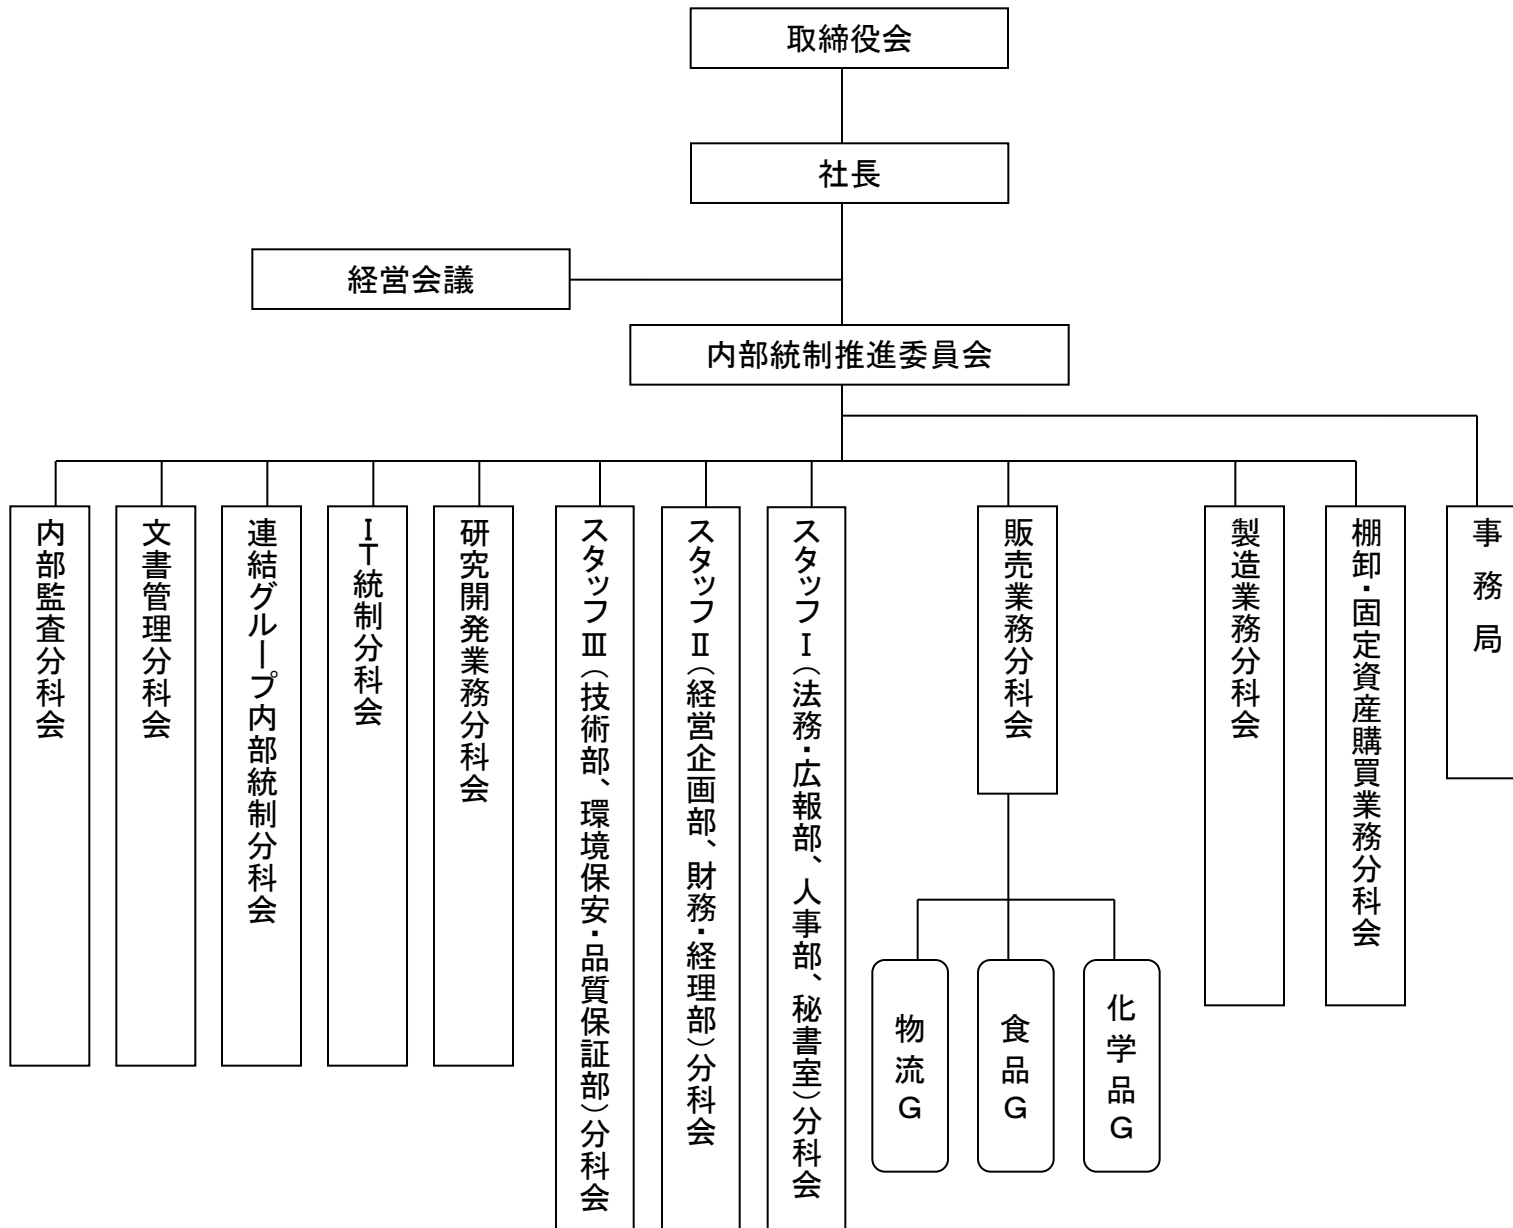 取締役会
社長
経営会議
内部統制推進委員会
内部監査分科会
文書管理分科会
連結グループ内部統制分科会
IT統制分科会
研究開発業務分科会
スタッフⅢ（技術部、環境保安・品質保証部）分科会
スタッフⅡ（経営企画部、財務・経理部）分科会
スタッフⅠ（法務・広報部、人事部、秘書室）分科会
販売業務分科会
製造業務分科会
棚卸・固定資産購買業務分科会
事務局
物流G
食品G
化学品G